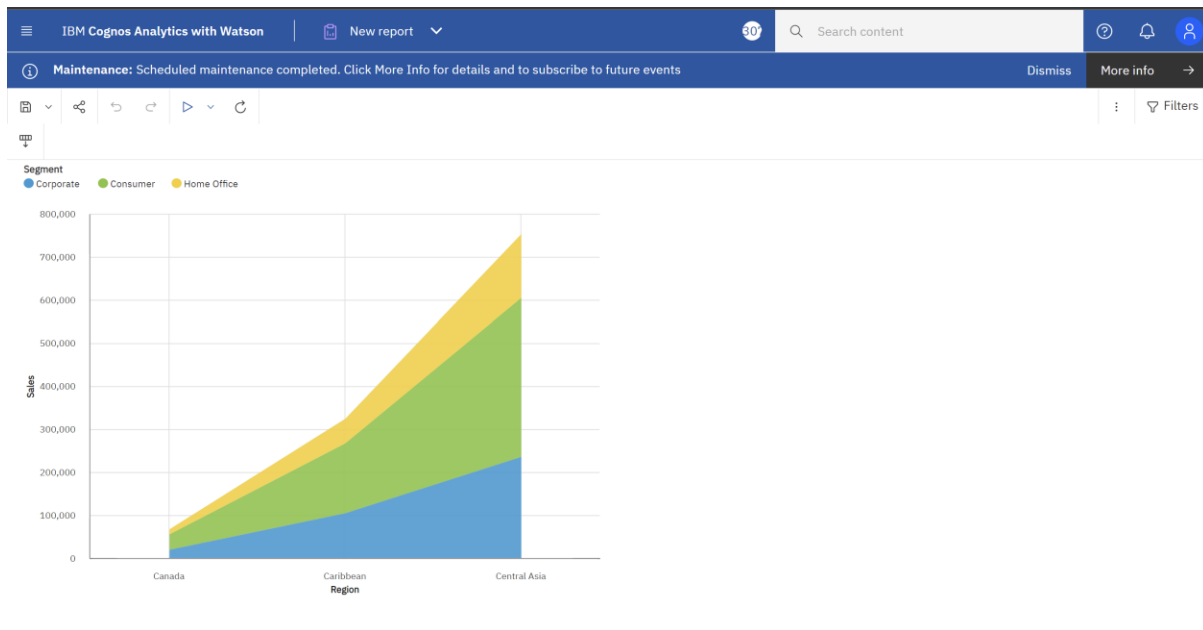 IBM Cognos Analytics with Watson New report 30? Search content
Maintenance: Scheduled maintenance completed. Click More Info for details and to subscribe to future events Dismiss More info
Filters
Segment
Corporate Consumer Home Office
800,000
700,000
600,000
500,000
400,000
300,000
200,000
100,000
0
Sales
Canada Caribbean Central Asia
Region